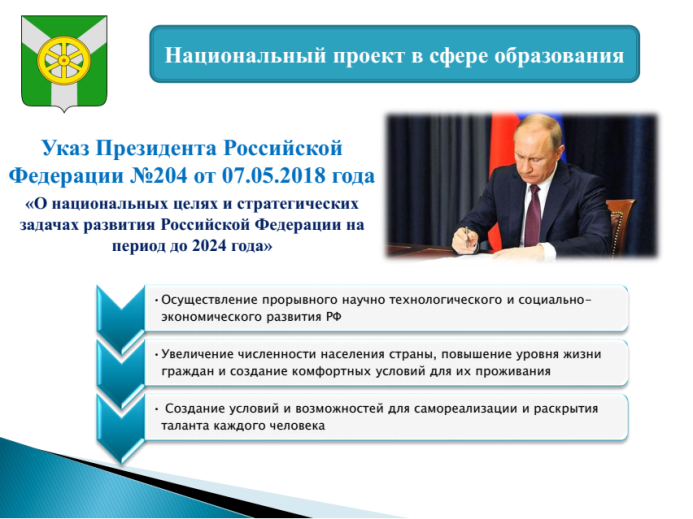 Национальный проект в сфере образования
Указ Президента Российской
Федерации №204 от 07.05.2018 года
«О национальных целях и стратегических
задачах развития Российской Федерации на
период до 2024 года»
•Осуществление прорывного научно технологического и социально-
экономического развития РФ
•Увеличение численности населения страны, повышение уровня жизни
граждан и создание комфортных условий для их проживания
• Создание условий и возможностей для самореализации и раскрытия
таланта каждого человека